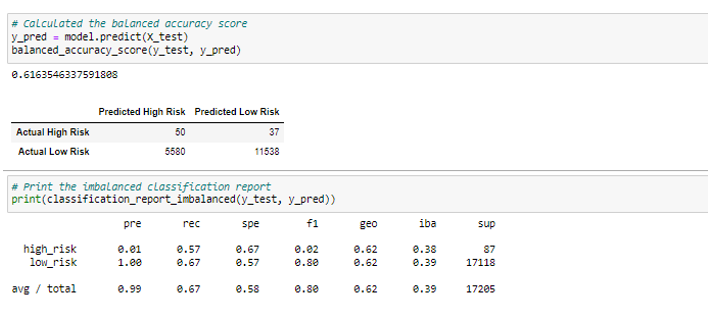 # Calculated the balanced accuracy score
y_pred = model.predict(X_test)
balanced_accuracy_score(y_test, y_pred)
0.6163546337591808
Predicted High Risk Predicted Low Risk
Actual High Risk 50 37
Actual Low Risk 5580 11538
# Print the imbalanced classification report
print(classification_report_imbalanced(y_test, y_pred))
pre rec spe f1 geo iba sup
high_risk 0.01 0.57 0.67 0.02 0.62 0.38 87
low_risk 1.00 0.67 0.57 0.80 0.62 0.39 17118
avg / total 0.99 0.67 0.58 0.80 0.62 0.39 17205